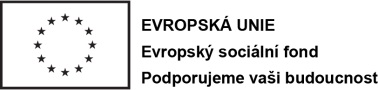 EVROPSKÁ UNIE
Evropský sociální fond
Podporujeme vaši budoucnost